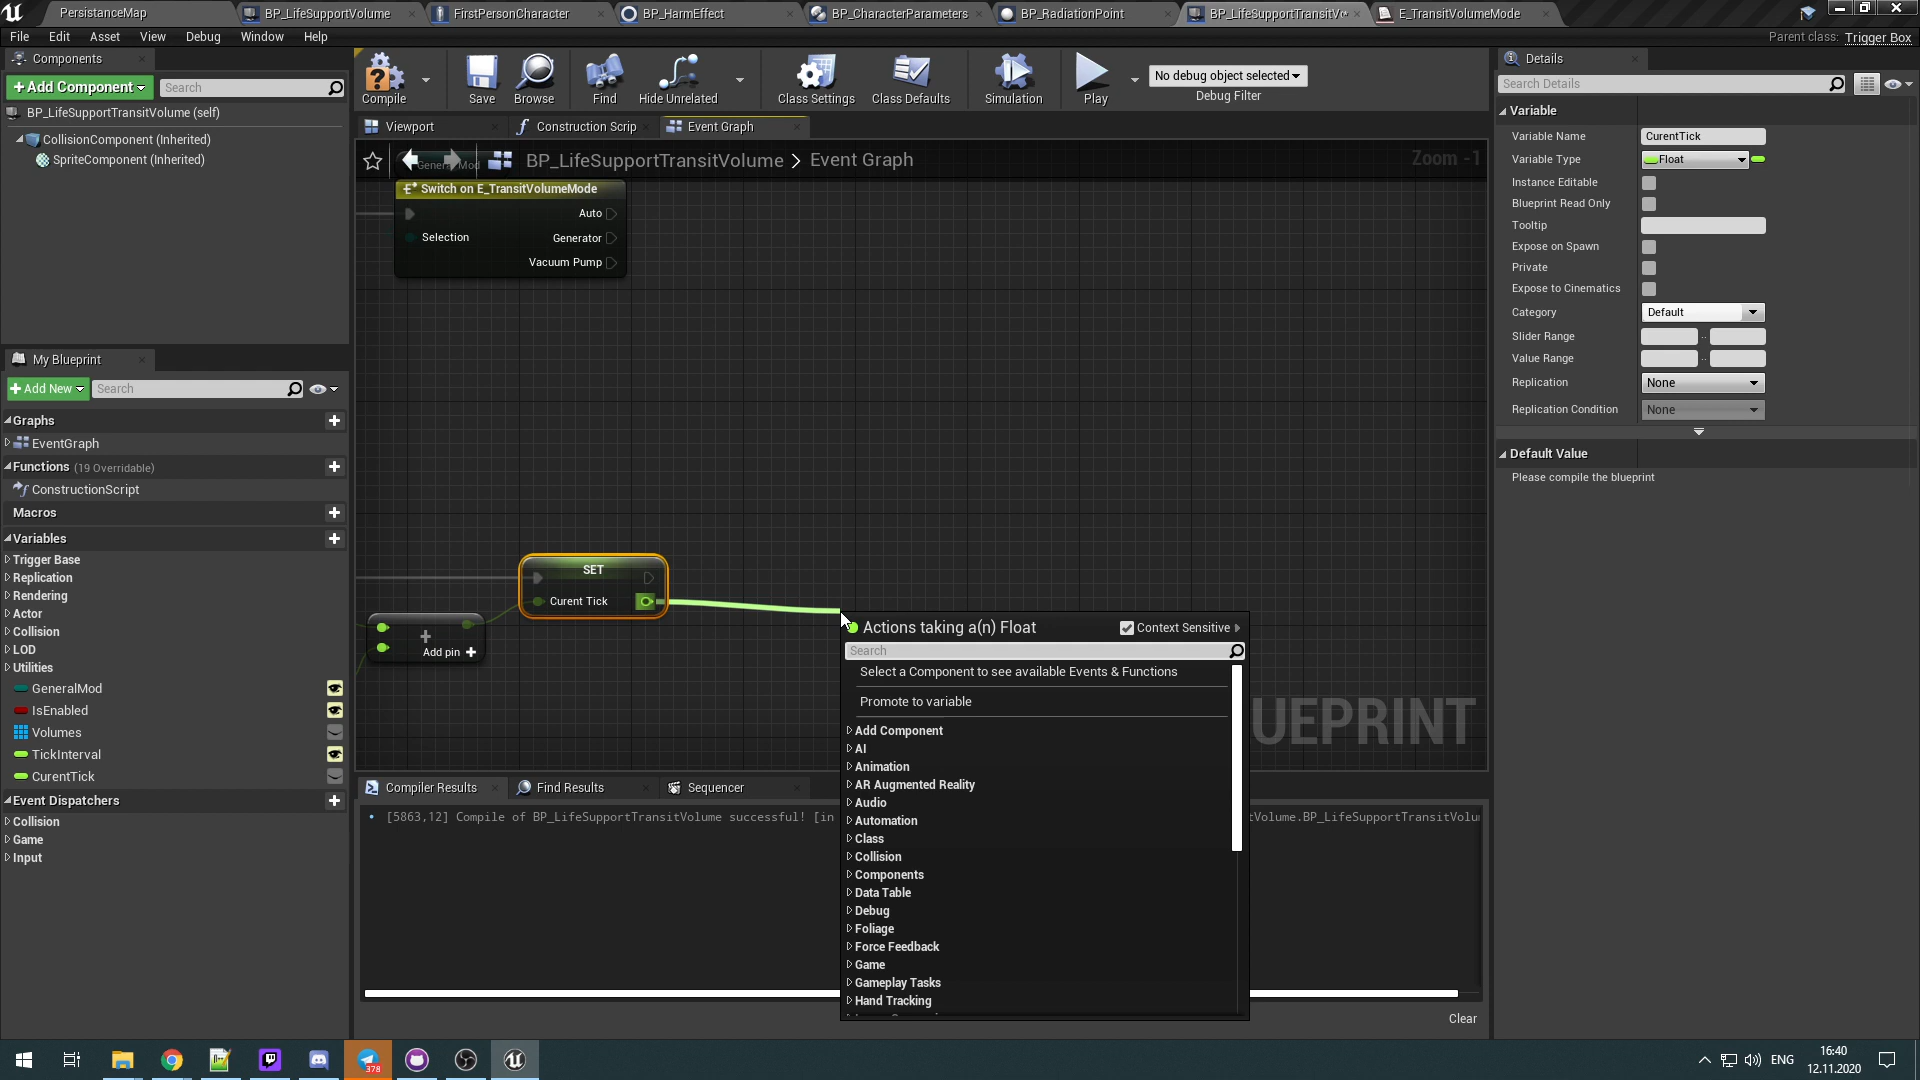 PersistanceMap
BP_LifeSupportVolume
FirstPersonCharacter
BP_HarmEffect
BP_CharacterParameters
BP_RadiationPoint
BP_LifeSupportTransitVo
E_TransitVolumeMode
File
Edit
Asset
View
Debug
Window
Help
Parent class:
Trigger Box
Components
+Add Component
Search
BP_LifeSupportTransitVolume (self)
CollisionComponent (Inherited)
SpriteComponent (Inherited)
Compile
Save
Browse
Find
Hide Unrelated
Class Settings
Class Defaults
Simulation
Play
No debug object selected
Debug Filter
Viewport
Construction Scrip
Event Graph
BP_LifeSupportTransitVolume > Event Graph
Zoom -1
General Mod
Switch on E_TransitVolumeMode
Auto
Selection
Generator
Vacuum Pump
SET
Curent Tick
Add pin +
UEPRINT
Actions taking a(n) Float
Context Sensitive
Search
Select a Component to see available Events & Functions
Promote to variable
Add Component
AI
Animation
AR Augmented Reality
Audio
Automation
Class
Collision
Components
Data Table
Debug
Foliage
Force Feedback
Game
Gameplay Tasks
Hand Tracking
My Blueprint
+Add New
Search
Graphs
EventGraph
Functions (19 Overridable)
ConstructionScript
Macros
Variables
Trigger Base
Replication
Rendering
Actor
Collision
LOD
Utilities
GeneralMod
IsEnabled
Volumes
TickInterval
CurentTick
Event Dispatchers
Collision
Game
Input
Compiler Results
Find Results
Sequencer
[5863,12] Compile of BP_LifeSupportTransitVolume successful! [in
tVolume.BP_LifeSupportTransitVolu
Clear
Details
Search Details
Variable
Variable Name
CurentTick
Variable Type
Float
Instance Editable
Blueprint Read Only
Tooltip
Expose on Spawn
Private
Expose to Cinematics
Category
Default
Slider Range
Value Range
Replication
None
Replication Condition
None
Default Value
Please compile the blueprint
378
ENG
16:40
12.11.2020